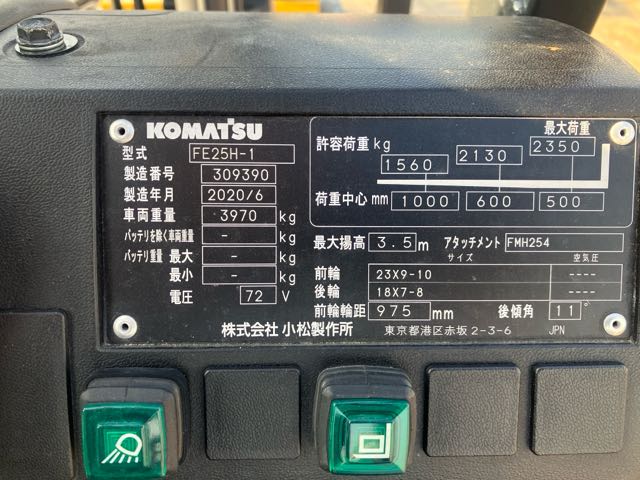 KOMATSU
型式 FE25H-1
製造番号 309390
製造年月 2020/6
車両重量 3970 kg
バッテリを除く車両重量 - kg
バッテリ重量 最大 - kg
最小 - kg
電圧 72 V
最大荷重
許容荷重 kg 1560 2130 2350
荷重中心 mm 1000 600 500
最大揚高 3.5 m アタッチメント FMH254
サイズ 空気圧
前輪 23X9-10 ----
後輪 18X7-8 ----
前輪輪距 975 mm 後傾角 11°
株式会社 小松製作所 東京都港区赤坂 2-3-6 JPN